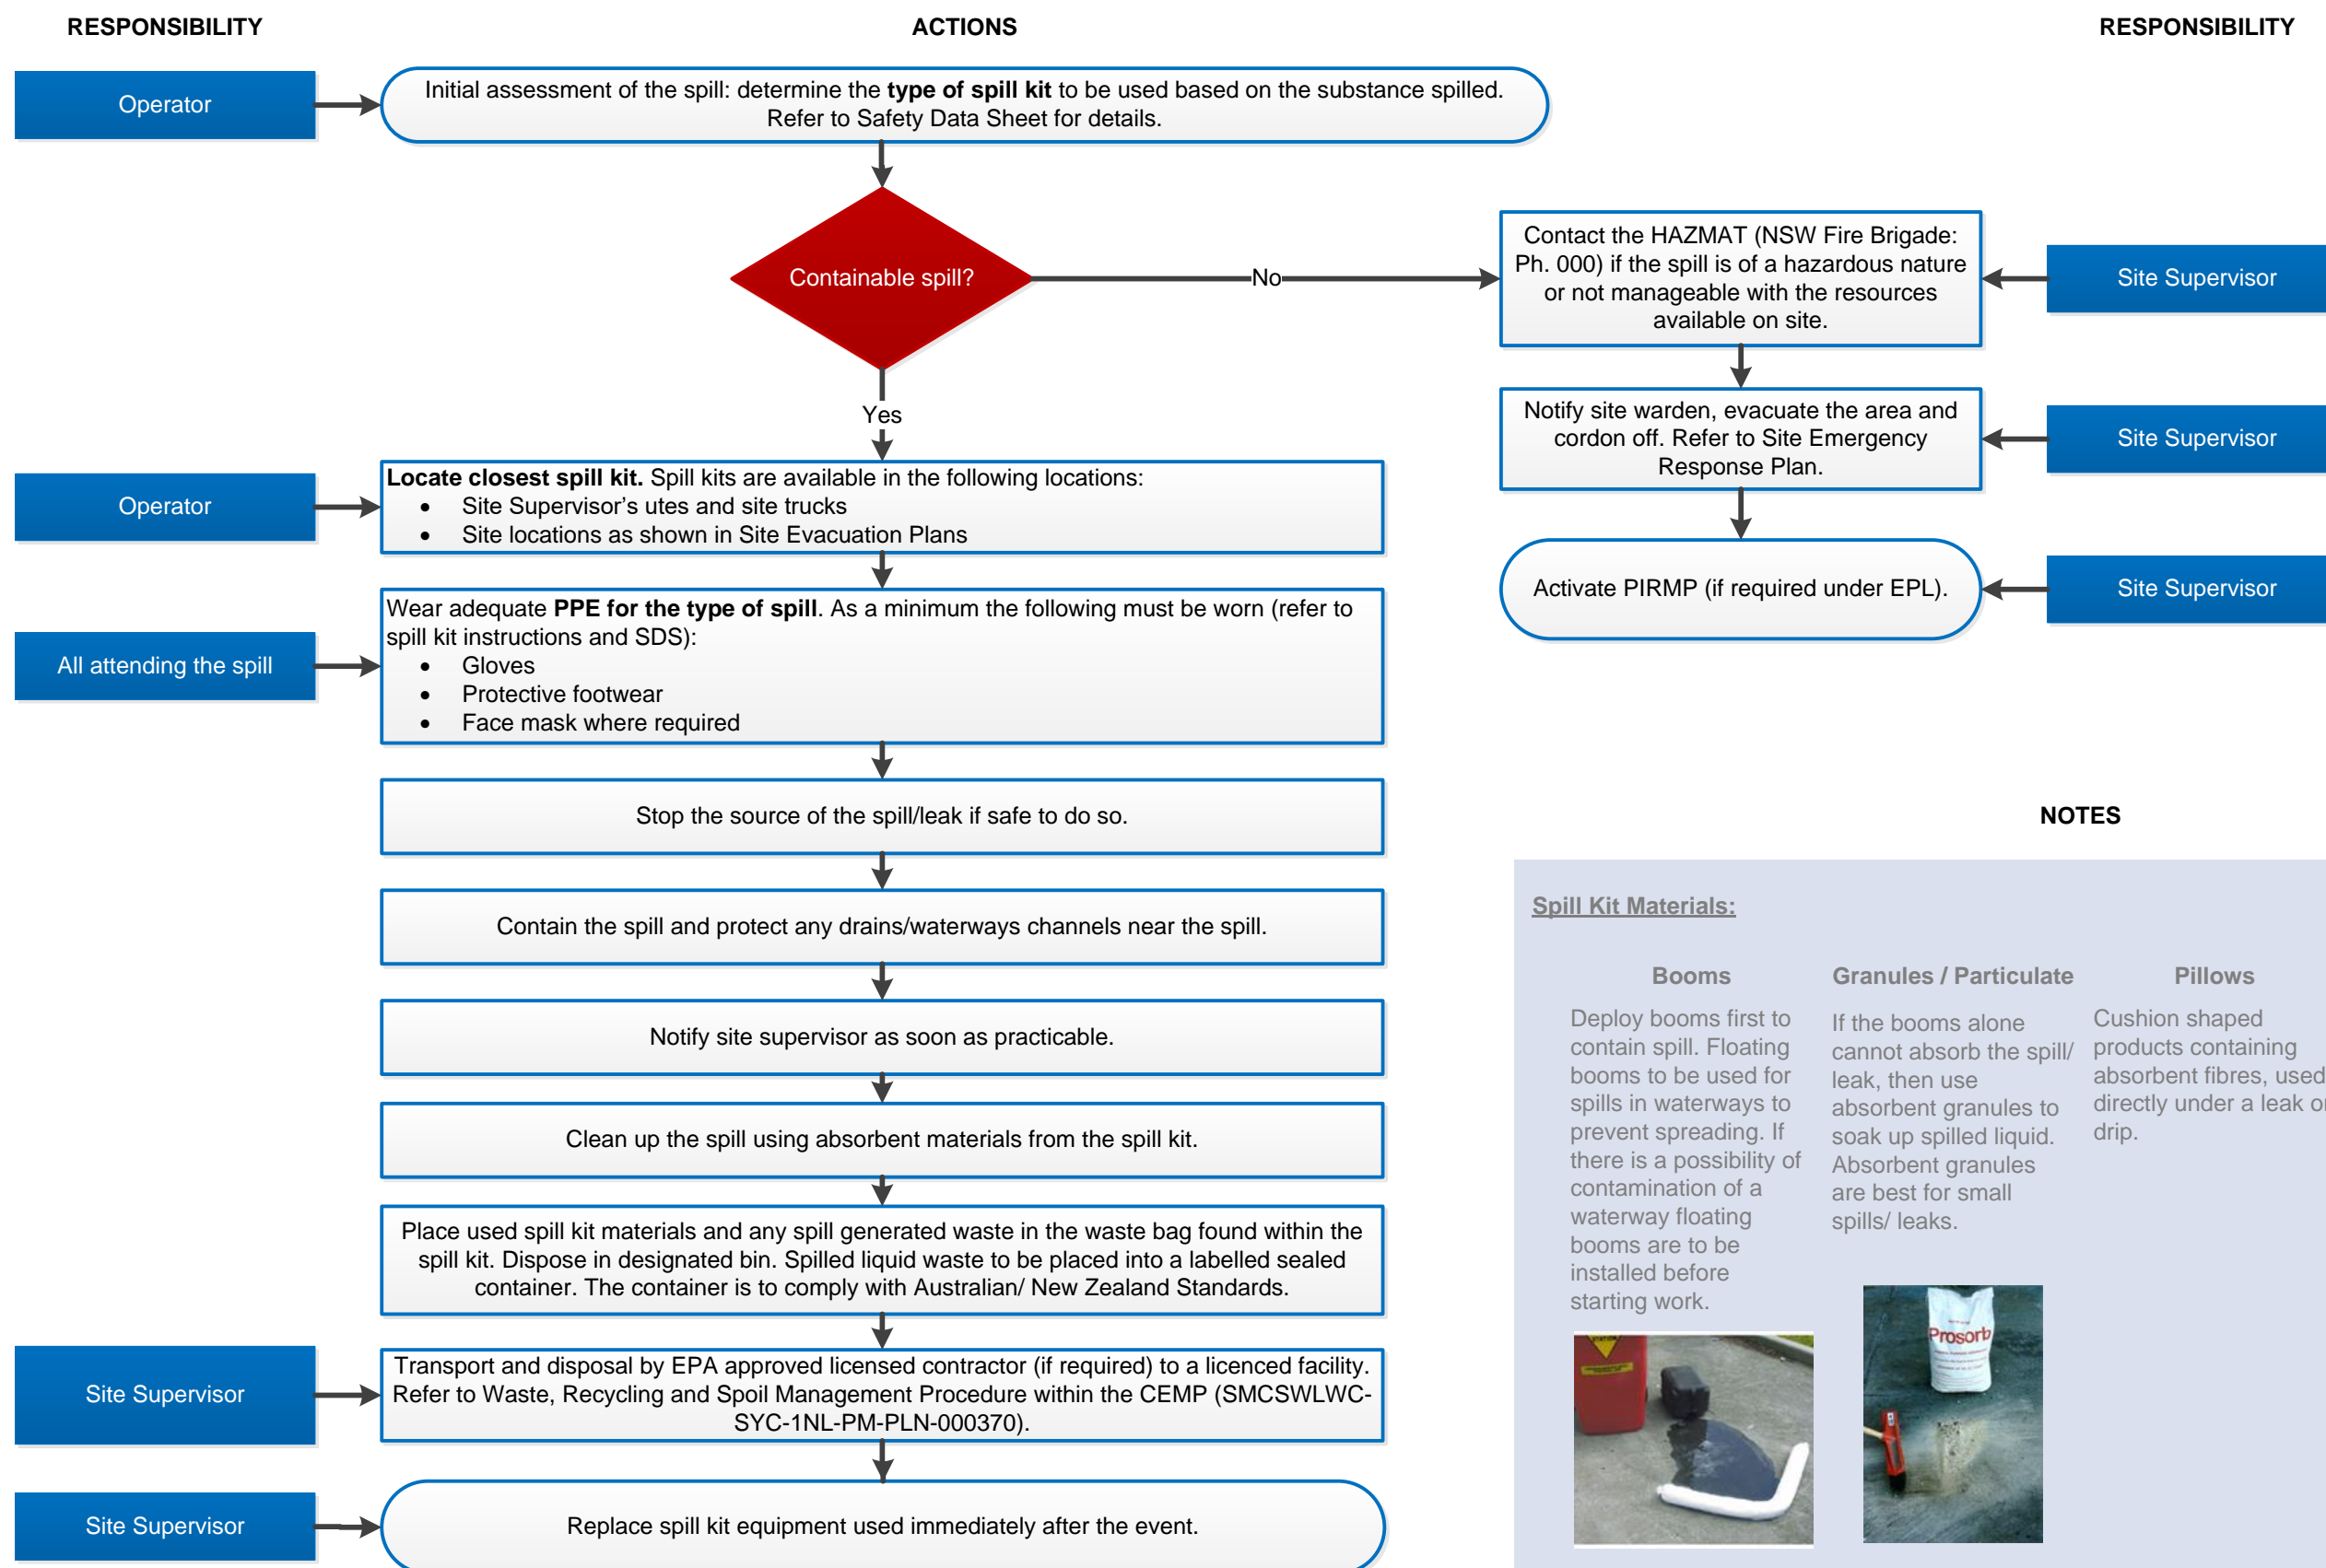 RESPONSIBILITY
ACTIONS
RESPONSIBILITY
Operator
Initial assessment of the spill: determine the type of spill kit to be used based on the substance spilled.
Refer to Safety Data Sheet for details.
Containable spill?
No
Contact the HAZMAT (NSW Fire Brigade:
Ph. 000) if the spill is of a hazardous nature
or not manageable with the resources
available on site.
Site Supervisor
Notify site warden, evacuate the area and
cordon off. Refer to Site Emergency
Response Plan.
Site Supervisor
Activate PIRMP (if required under EPL).
Site Supervisor
Yes
Operator
Locate closest spill kit. Spill kits are available in the following locations:
• Site Supervisor's utes and site trucks
• Site locations as shown in Site Evacuation Plans
All attending the spill
Wear adequate PPE for the type of spill. As a minimum the following must be worn (refer to
spill kit instructions and SDS):
• Gloves
• Protective footwear
• Face mask where required
Stop the source of the spill/leak if safe to do so.
Contain the spill and protect any drains/waterways channels near the spill.
Notify site supervisor as soon as practicable.
Clean up the spill using absorbent materials from the spill kit.
Place used spill kit materials and any spill generated waste in the waste bag found within the
spill kit. Dispose in designated bin. Spilled liquid waste to be placed into a labelled sealed
container. The container is to comply with Australian/ New Zealand Standards.
Site Supervisor
Transport and disposal by EPA approved licensed contractor (if required) to a licenced facility.
Refer to Waste, Recycling and Spoil Management Procedure within the CEMP (SMCSWLWC-
SYC-1NL-PM-PLN-000370).
Site Supervisor
Replace spill kit equipment used immediately after the event.
NOTES
Spill Kit Materials:
Booms
Deploy booms first to
contain spill. Floating
booms to be used for
spills in waterways to
prevent spreading. If
there is a possibility of
contamination of a
waterway floating
booms are to be
installed before
starting work.
Granules / Particulate
If the booms alone
cannot absorb the spill/
leak, then use
absorbent granules to
soak up spilled liquid.
Absorbent granules
are best for small
spills/ leaks.
Prosorb
Pillows
Cushion shaped
products containing
absorbent fibres, used
directly under a leak or
drip.